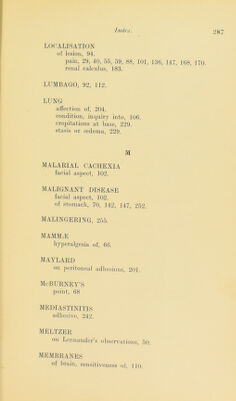 Index. 287
LOCALISATION
of lesion, 94.
pain, 29, 40, 55, 59, 88, 101, 136, 147, 168, 170.
renal calculus, 183.
LUMBAGO, 92, 112.
LUNG
affection of, 204.
condition, inquiry into, 106.
crepitations at base, 229.
stasis or œdema, 229.
M
MALARIAL CACHEXIA
facial aspect, 102.
MALIGNANT DISEASE
facial aspect, 102.
of stomach, 70, 142, 147, 252.
MALINGERING, 255.
MAMMÆ
hyperalgesia of, 66.
MAYLARD
on peritoneal adhesions, 201.
McBURNEY'S
point, 68
MEDIASTINITIS
adhesive, 242.
MELTZER
on Lennander's observations, 50.
MEMBRANES
of brain, sensitiveness of, 110.